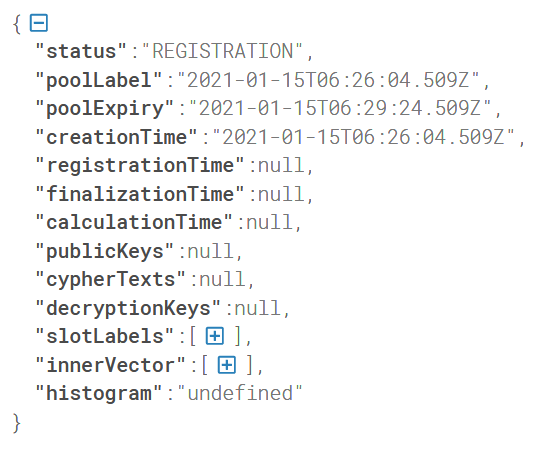 {
"status":"REGISTRATION",
"poolLabel":"2021-01-15T06:26:04.509Z",
"poolExpiry":"2021-01-15T06:29:24.509Z",
"creationTime":"2021-01-15T06:26:04.509Z",
"registrationTime":null,
"finalizationTime":null,
"calculationTime":null,
"publicKeys":null,
"cypherTexts":null,
"decryptionKeys":null,
"slotLabels":[ ],
"innerVector":[ ],
"histogram":"undefined"
}